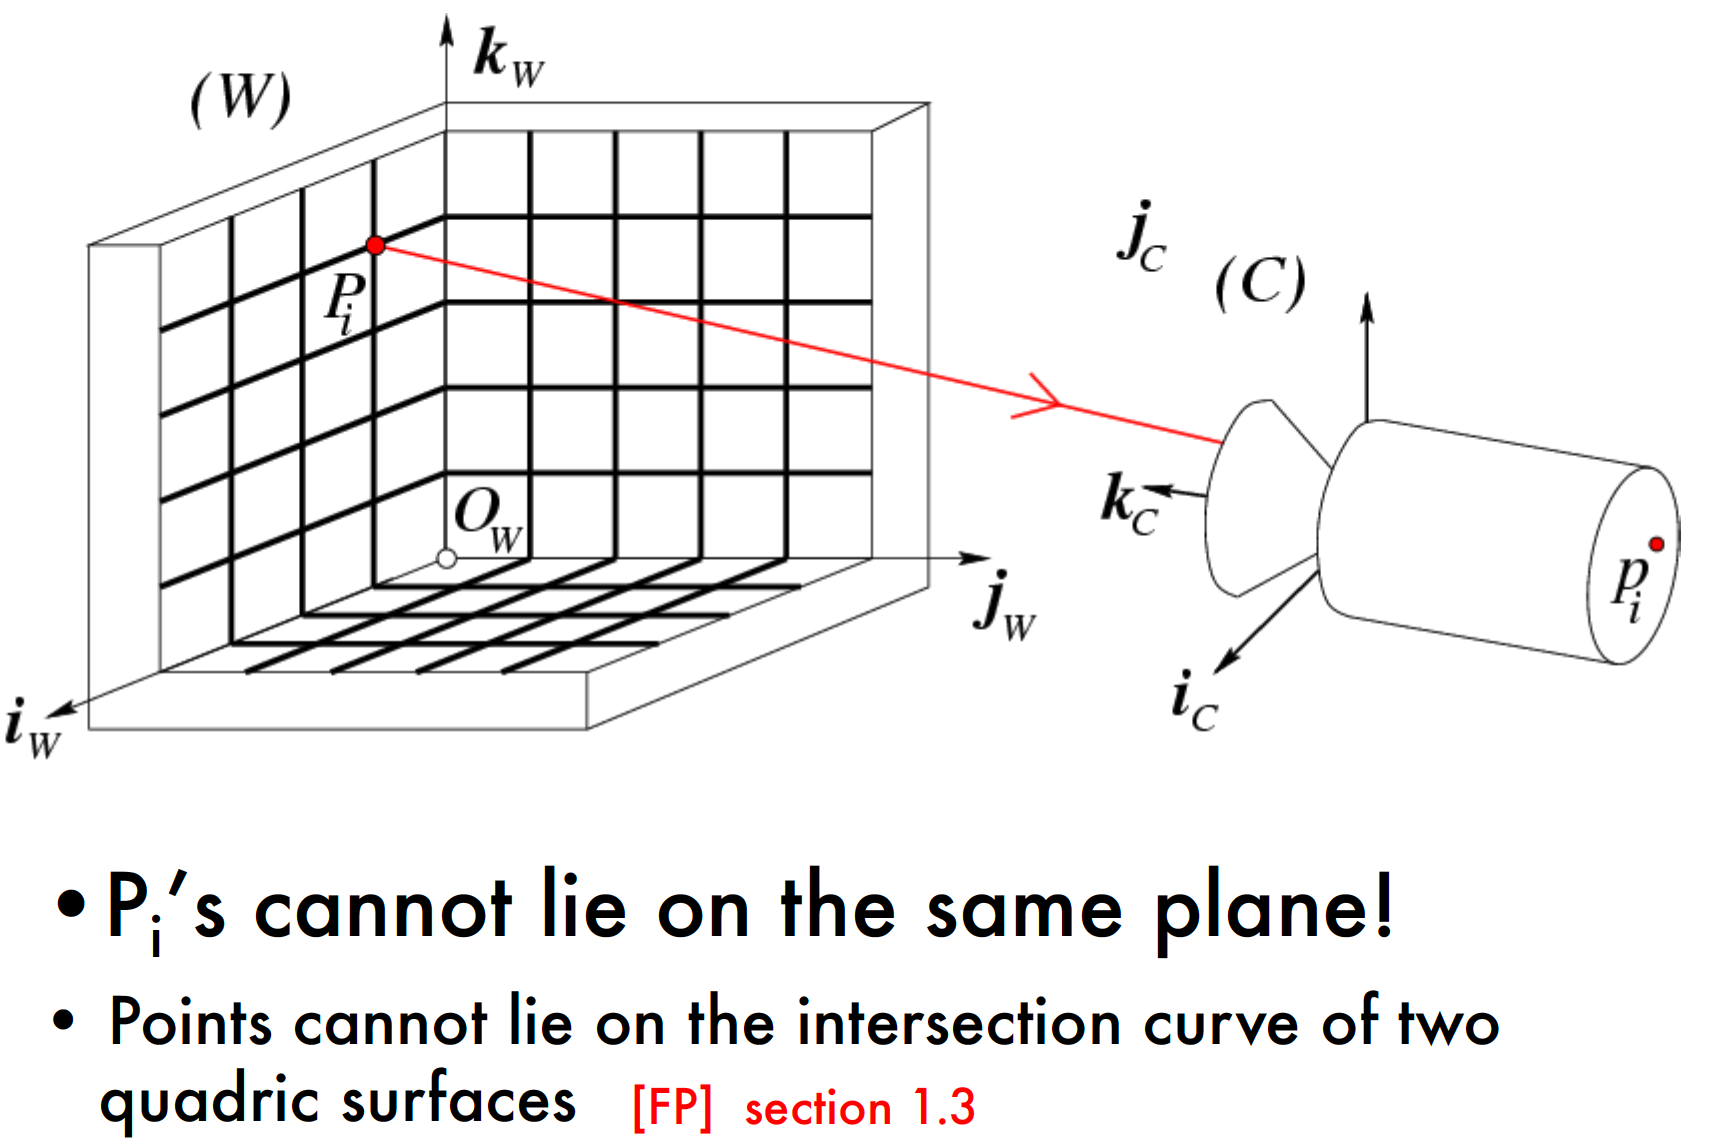 k_W
(W)
j_C
(C)
P_i
k_C
O_W
p_i
j_W
i_C
i_W
•P_i's cannot lie on the same plane!
• Points cannot lie on the intersection curve of two
quadric surfaces [FP] section 1.3